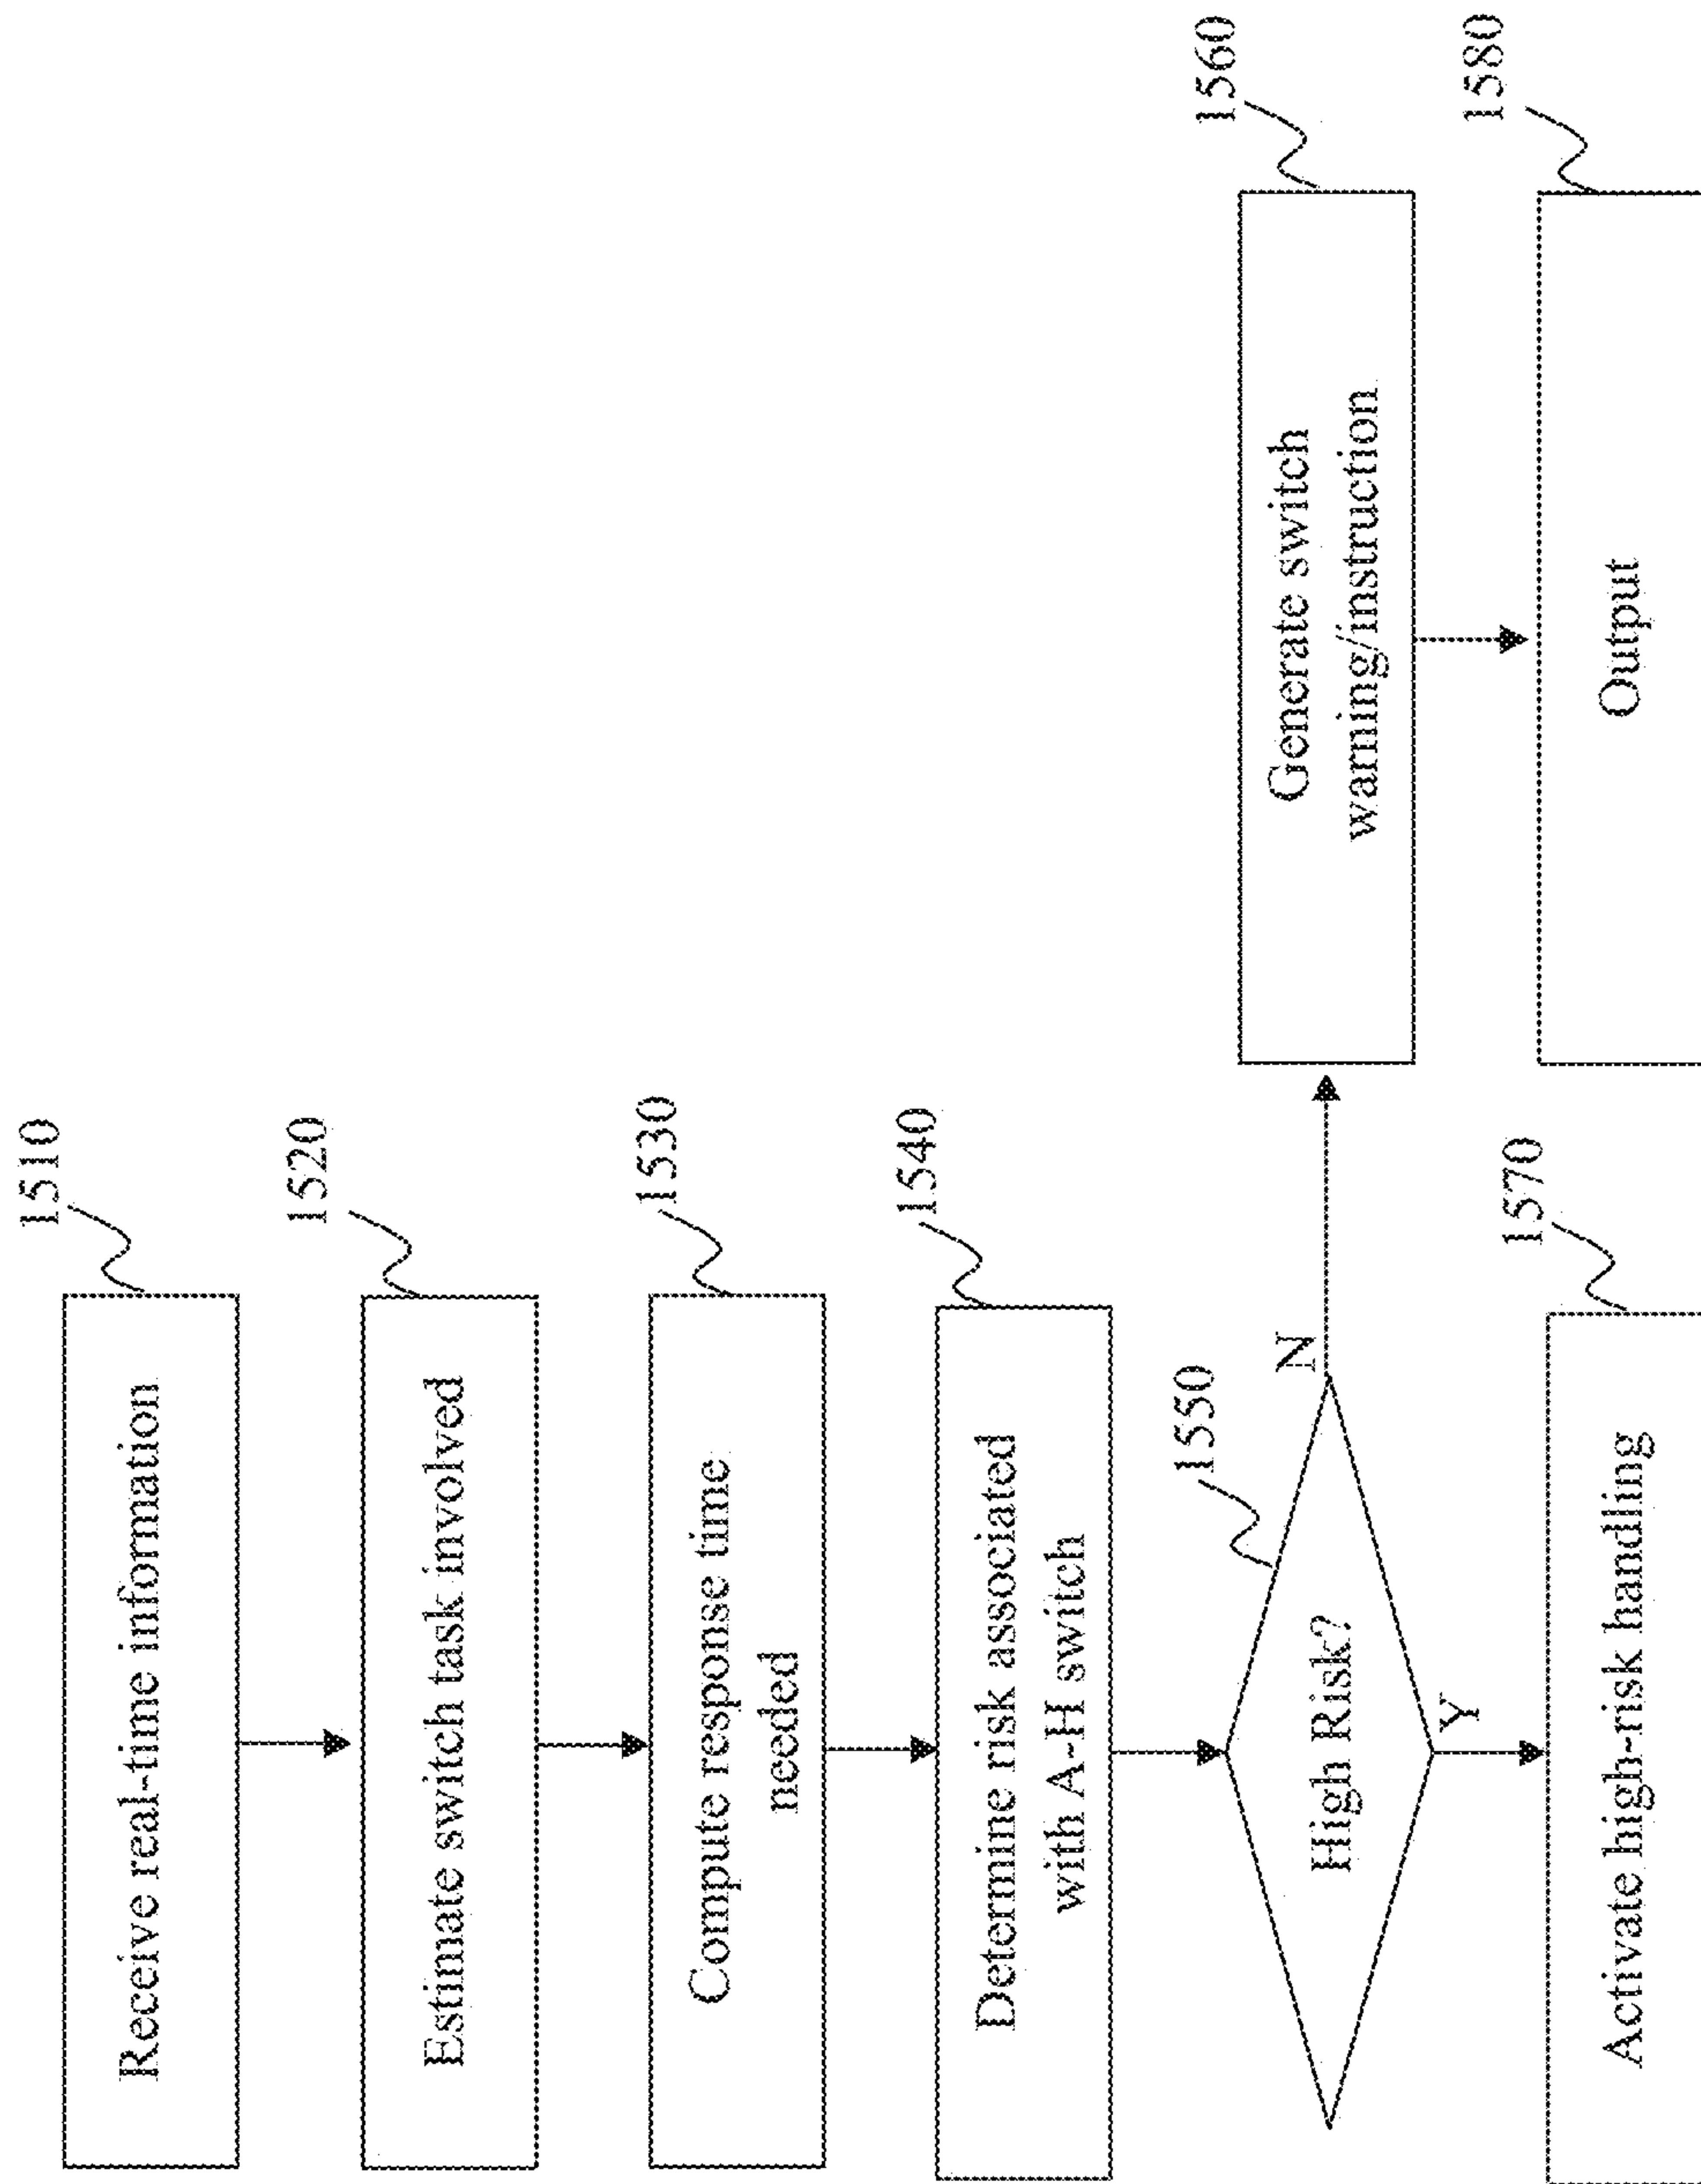 1510
Receive real-time information
1520
Estimate switch task involved
1530
Compute response time
needed
1540
Determine risk associated
with A-H switch
1550
High Risk?
N
Y
1560
Generate switch
warning/instruction
1570
Activate high-risk handling
1580
Output